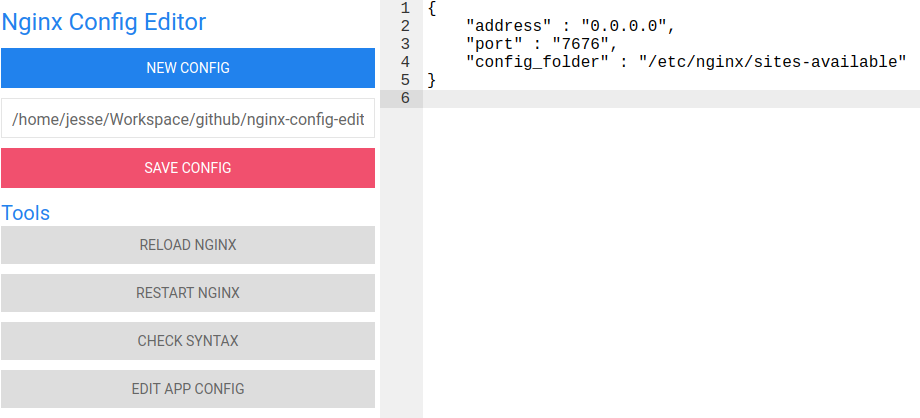 Nginx Config Editor
NEW CONFIG
/home/jesse/Workspace/github/nginx-config-edit
SAVE CONFIG
Tools
RELOAD NGINX
RESTART NGINX
CHECK SYNTAX
EDIT APP CONFIG
1 {
2     "address" : "0.0.0.0",
3     "port" : "7676",
4     "config_folder" : "/etc/nginx/sites-available"
5 }
6